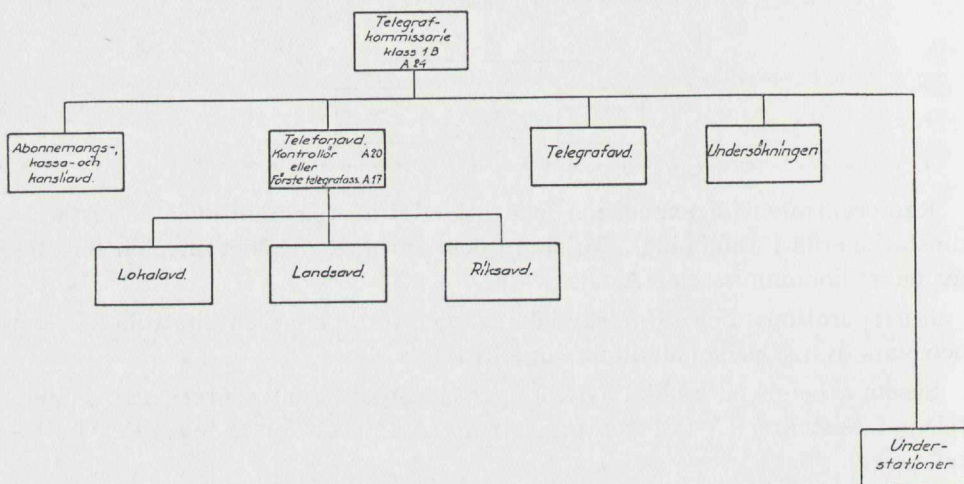 Telegraf-
kommissarie
klass 1B
A 24
Abonnemangs-,
kassa- och
kansliavd.
Telefonavd.
Kontrollör A 20
eller
Förste telegrafass. A 17
Telegrafavd.
Undersökningen
Lokalavd.
Landsavd.
Riksavd.
Under-
stationer